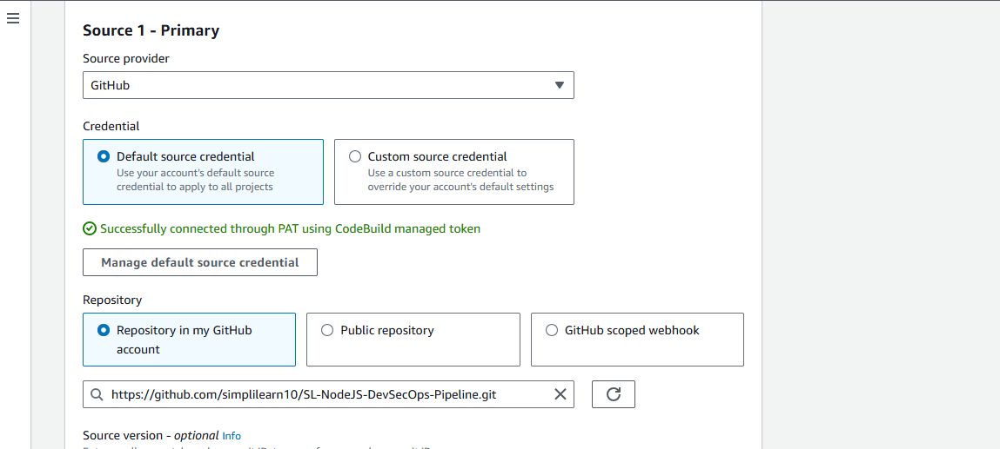 Source 1 - Primary
Source provider
GitHub
Credential
Default source credential
Use your account's default source
credential to apply to all projects
Custom source credential
Use a custom source credential to
override your account's default settings
Successfully connected through PAT using CodeBuild managed token
Manage default source credential
Repository
Repository in my GitHub
account
Public repository
GitHub scoped webhook
https://github.com/simplilearn10/SL-NodeJS-DevSecOps-Pipeline.git
Source version - optional Info